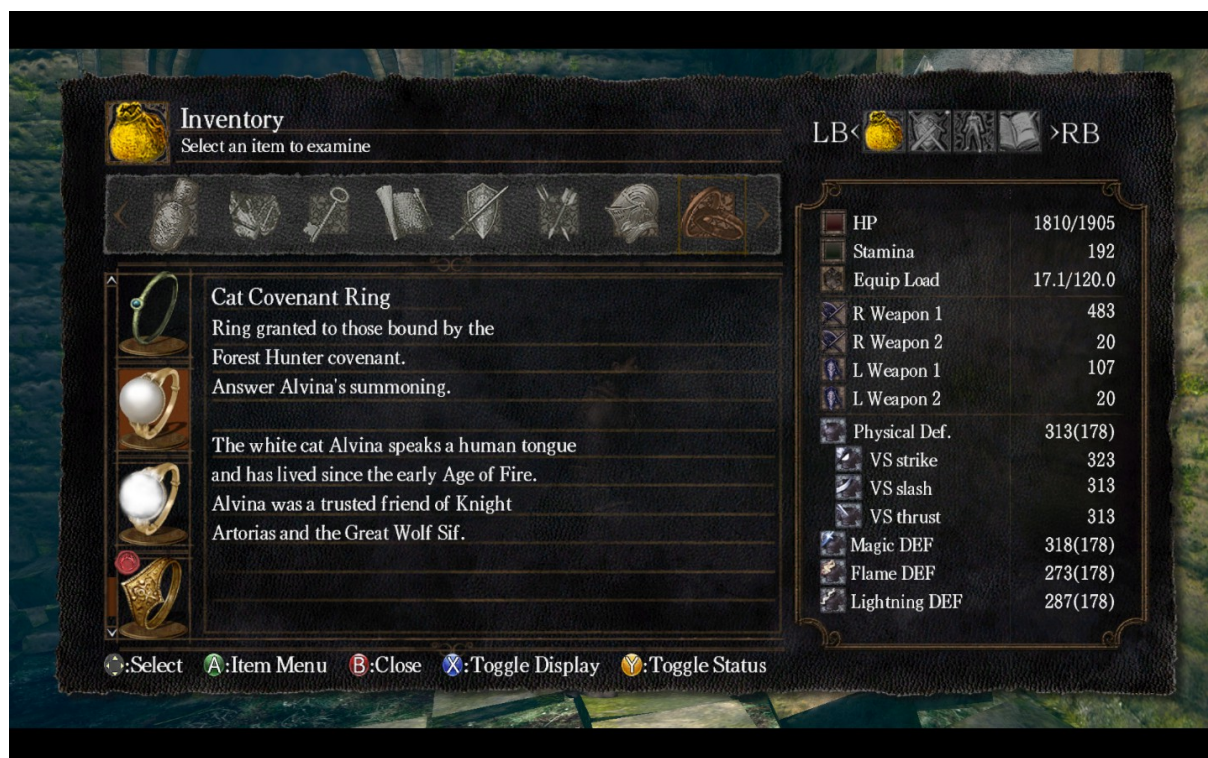 Inventory
Select an item to examine
LB< >RB
Cat Covenant Ring
Ring granted to those bound by the
Forest Hunter covenant.
Answer Alvina's summoning.
The white cat Alvina speaks a human tongue
and has lived since the early Age of Fire.
Alvina was a trusted friend of Knight
Artorias and the Great Wolf Sif.
HP 1810/1905
Stamina 192
Equip Load 17.1/120.0
R Weapon 1 483
R Weapon 2 20
L Weapon 1 107
L Weapon 2 20
Physical Def. 313(178)
VS strike 323
VS slash 313
VS thrust 313
Magic DEF 318(178)
Flame DEF 273(178)
Lightning DEF 287(178)
:Select A:Item Menu B:Close X:Toggle Display Y:Toggle Status